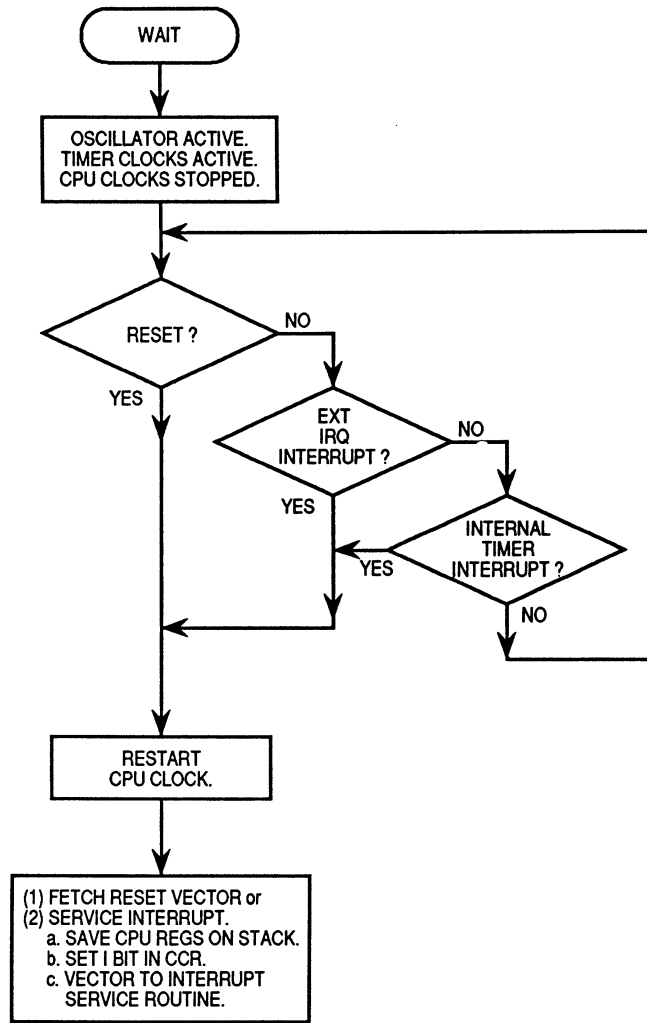 WAIT
OSCILLATOR ACTIVE.
TIMER CLOCKS ACTIVE.
CPU CLOCKS STOPPED.
RESET ?
NO
YES
EXT
IRQ
INTERRUPT ?
NO
YES
INTERNAL
TIMER
INTERRUPT ?
YES
NO
RESTART
CPU CLOCK.
(1) FETCH RESET VECTOR or
(2) SERVICE INTERRUPT.
a. SAVE CPU REGS ON STACK.
b. SET I BIT IN CCR.
c. VECTOR TO INTERRUPT
SERVICE ROUTINE.